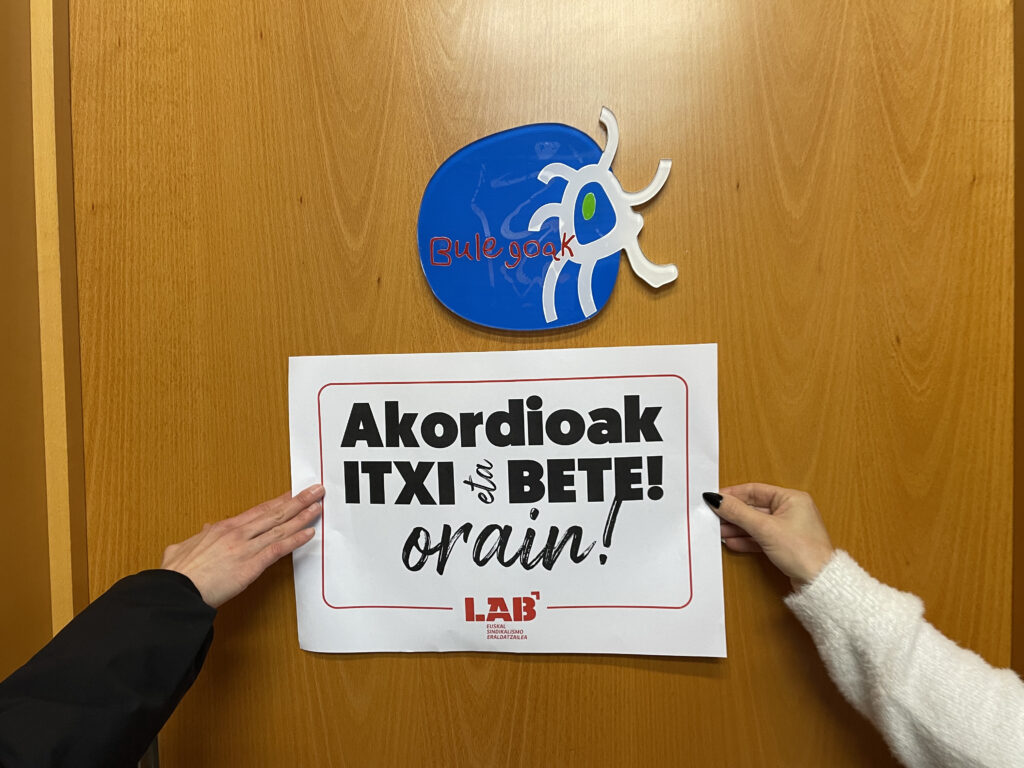 Bulegoak
Akordioak
ITXI eta BETE!
orain!
LAB
EUSKAL
SINDIKALISMO
ERALDATZAILEA